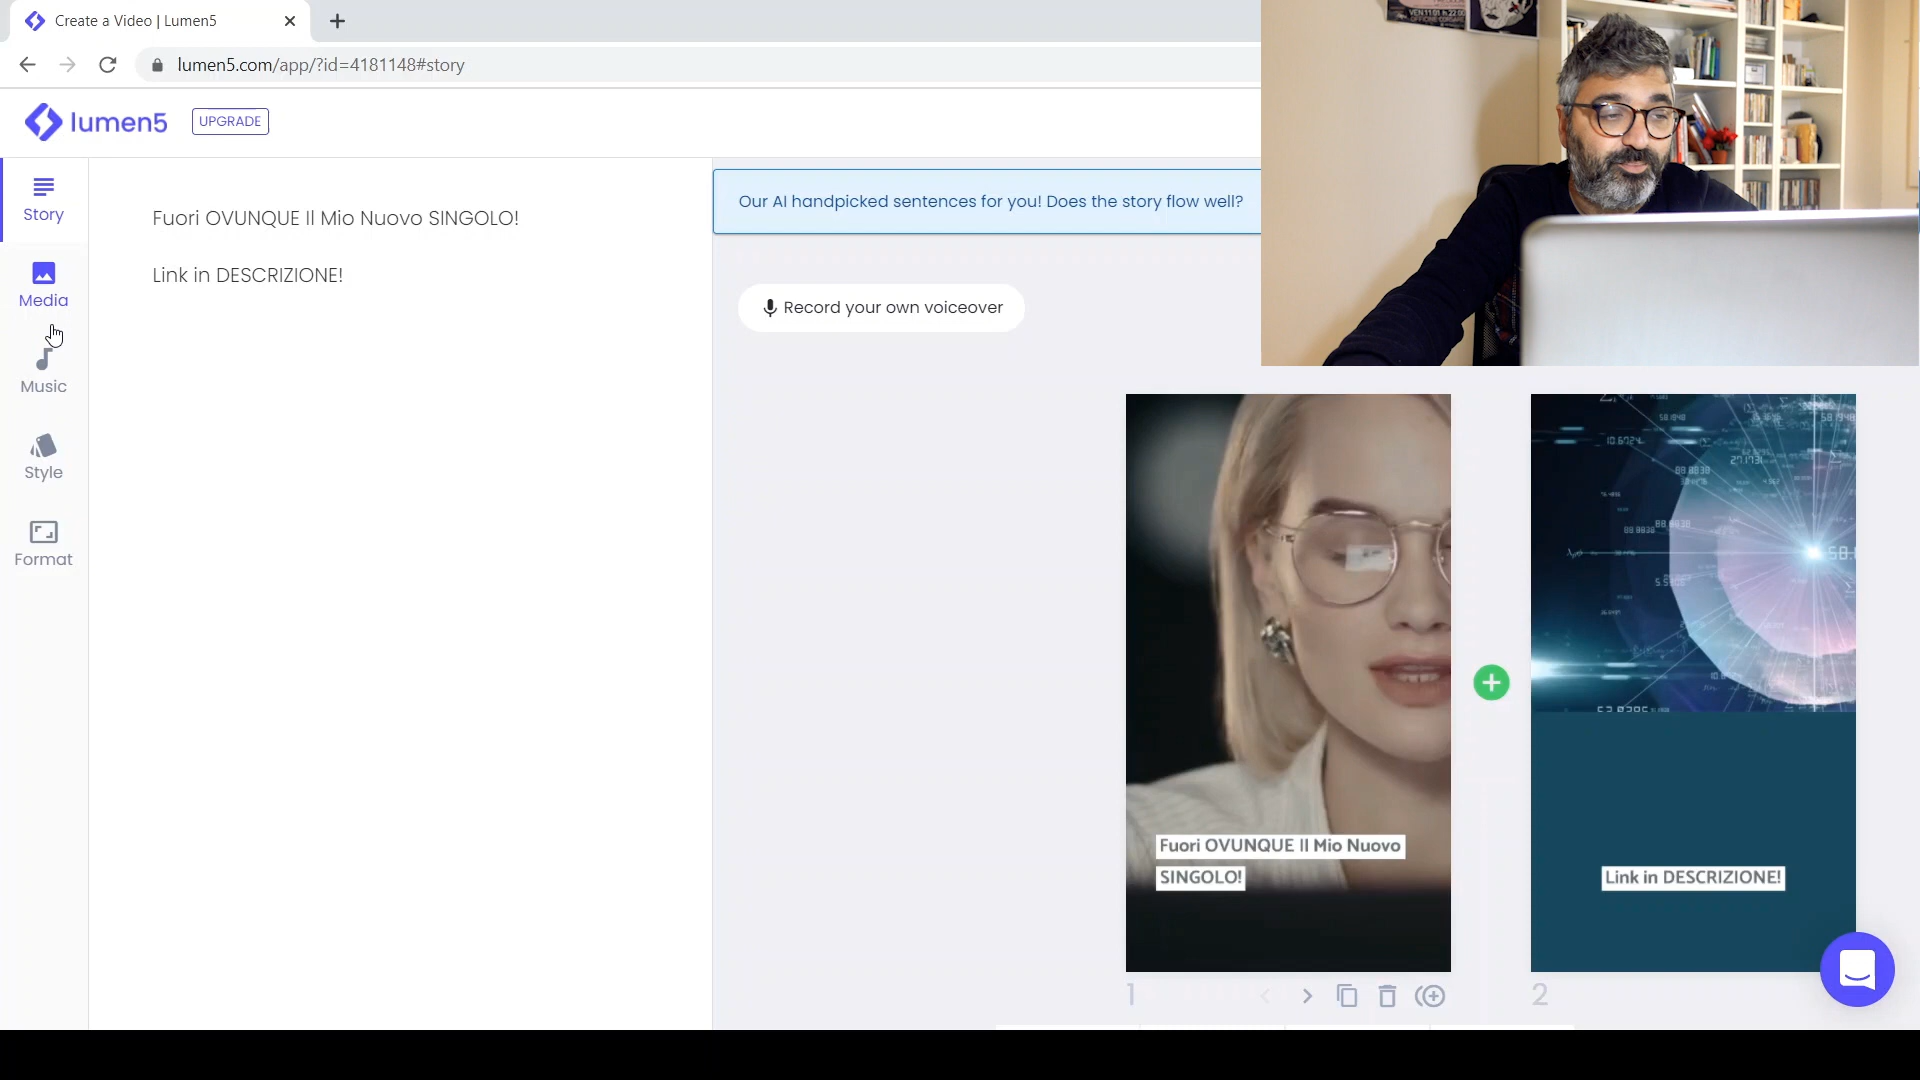 Create a Video | Lumen5
lumen5.com/app/?id=4181148#story
lumen5
UPGRADE
Story
Media
Music
Style
Format
Fuori OVUNQUE Il Mio Nuovo SINGOLO!
Link in DESCRIZIONE!
Our AI handpicked sentences for you! Does the story flow well?
Record your own voiceover
Fuori OVUNQUE Il Mio Nuovo
SINGOLO!
Link in DESCRIZIONE!
1
2